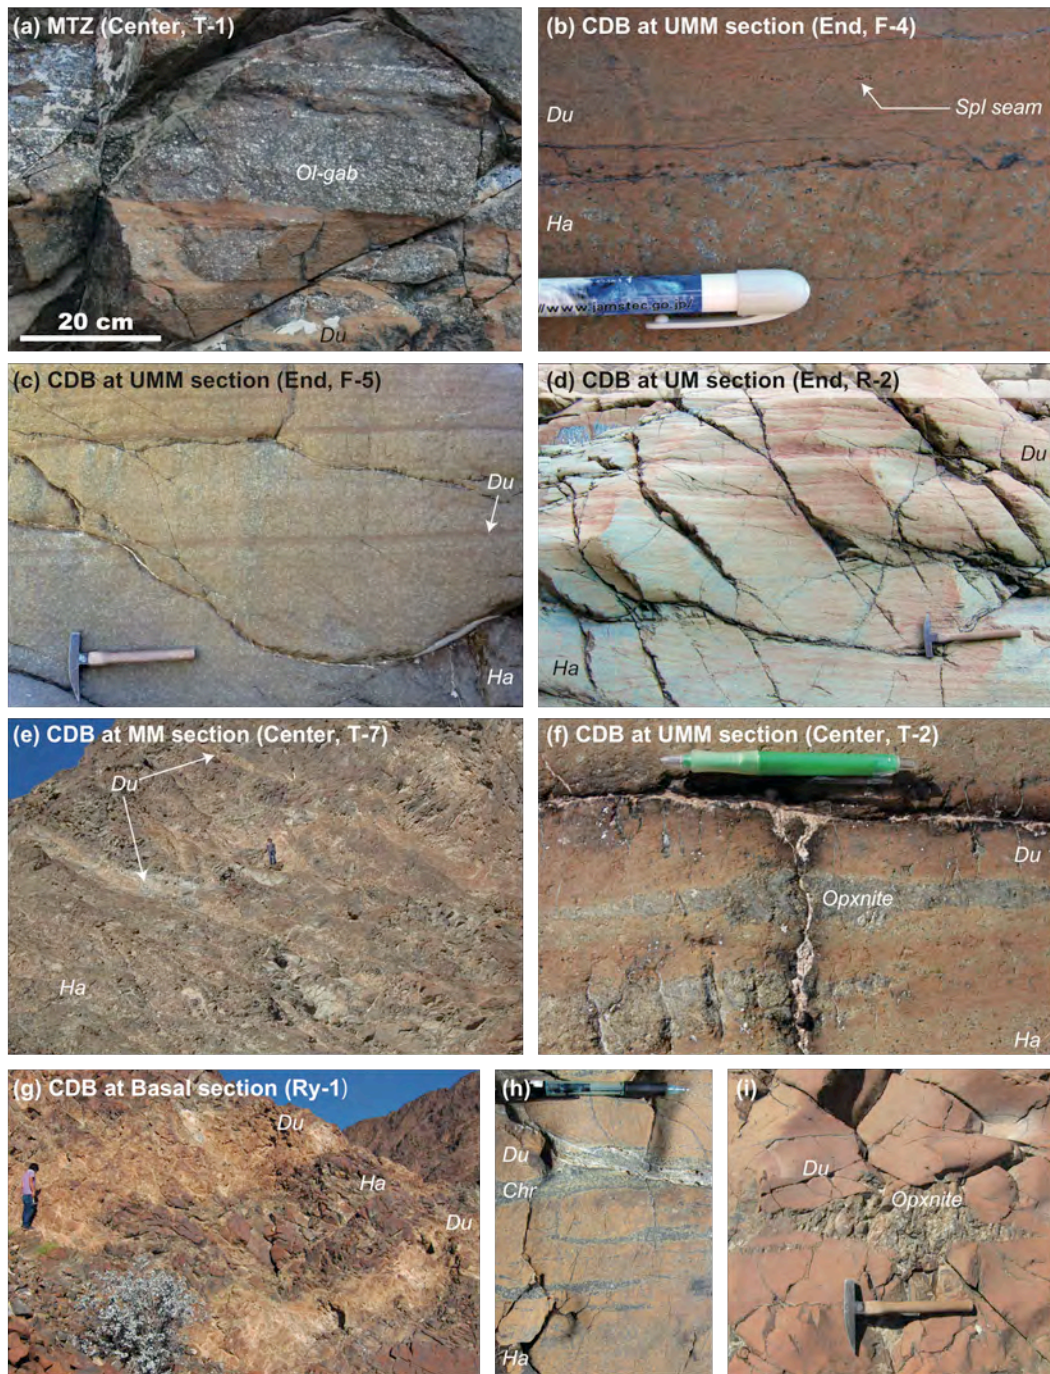 (a) MTZ (Center, T-1)
Ol-gab
20 cm
Du
(b) CDB at UMM section (End, F-4)
Du
Spl seam
Ha
//www.jamstec.go.jp/
(c) CDB at UMM section (End, F-5)
Du
Ha
(d) CDB at UM section (End, R-2)
Du
Ha
(e) CDB at MM section (Center, T-7)
Du
Ha
(f) CDB at UMM section (Center, T-2)
Du
Opxnite
Ha
(g) CDB at Basal section (Ry-1)
Du
Ha
Du
(h)
Du
Chr
Ha
(i)
Du
Opxnite